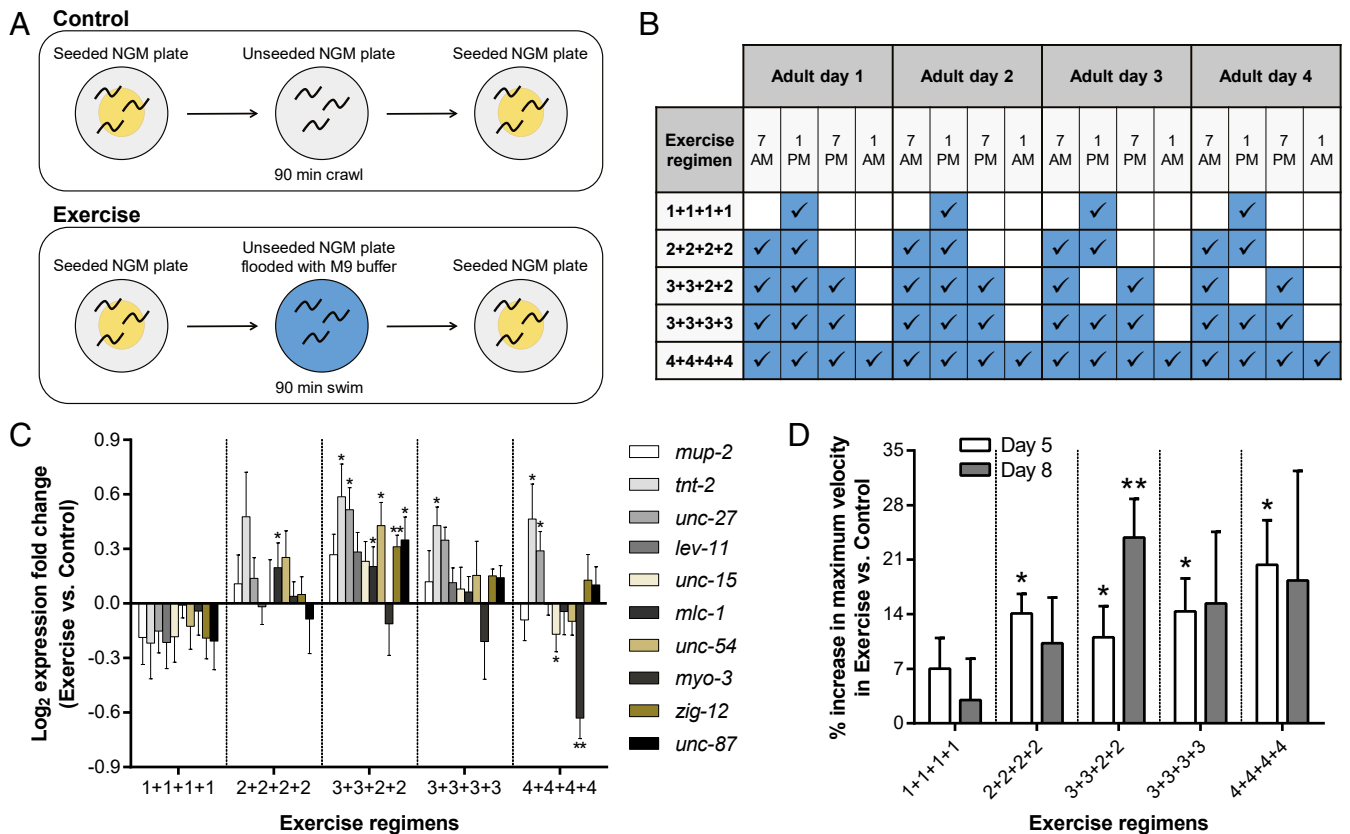 A
Control
Seeded NGM plate
Unseeded NGM plate
Seeded NGM plate
90 min crawl
Exercise
Seeded NGM plate
Unseeded NGM plate
flooded with M9 buffer
Seeded NGM plate
90 min swim
B
Adult day 1 Adult day 2 Adult day 3 Adult day 4
Exercise regimen 7 AM 1 PM 7 PM 1 AM 7 AM 1 PM 7 PM 1 AM 7 AM 1 PM 7 PM 1 AM 7 AM 1 PM 7 PM 1 AM
1+1+1+1 ✓ ✓ ✓ ✓
2+2+2+2 ✓ ✓ ✓ ✓ ✓ ✓ ✓ ✓
3+3+2+2 ✓ ✓ ✓ ✓ ✓ ✓ ✓ ✓ ✓ ✓
3+3+3+3 ✓ ✓ ✓ ✓ ✓ ✓ ✓ ✓ ✓ ✓ ✓ ✓
4+4+4+4 ✓ ✓ ✓ ✓ ✓ ✓ ✓ ✓ ✓ ✓ ✓ ✓ ✓ ✓ ✓ ✓
C
Log₂ expression fold change
(Exercise vs. Control)
0.9
0.6
0.3
0.0
-0.3
-0.6
-0.9
* * * * * * ** * * * * * **
1+1+1+1 2+2+2+2 3+3+2+2 3+3+3+3 4+4+4+4
Exercise regimens
mup-2
tnt-2
unc-27
lev-11
unc-15
mlc-1
unc-54
myo-3
zig-12
unc-87
D
% increase in maximum velocity
in Exercise vs. Control
35
28
21
14
7
0
Day 5
Day 8
* * ** * *
1+1+1+1
2+2+2+2
3+3+2+2
3+3+3+3
4+4+4+4
Exercise regimens